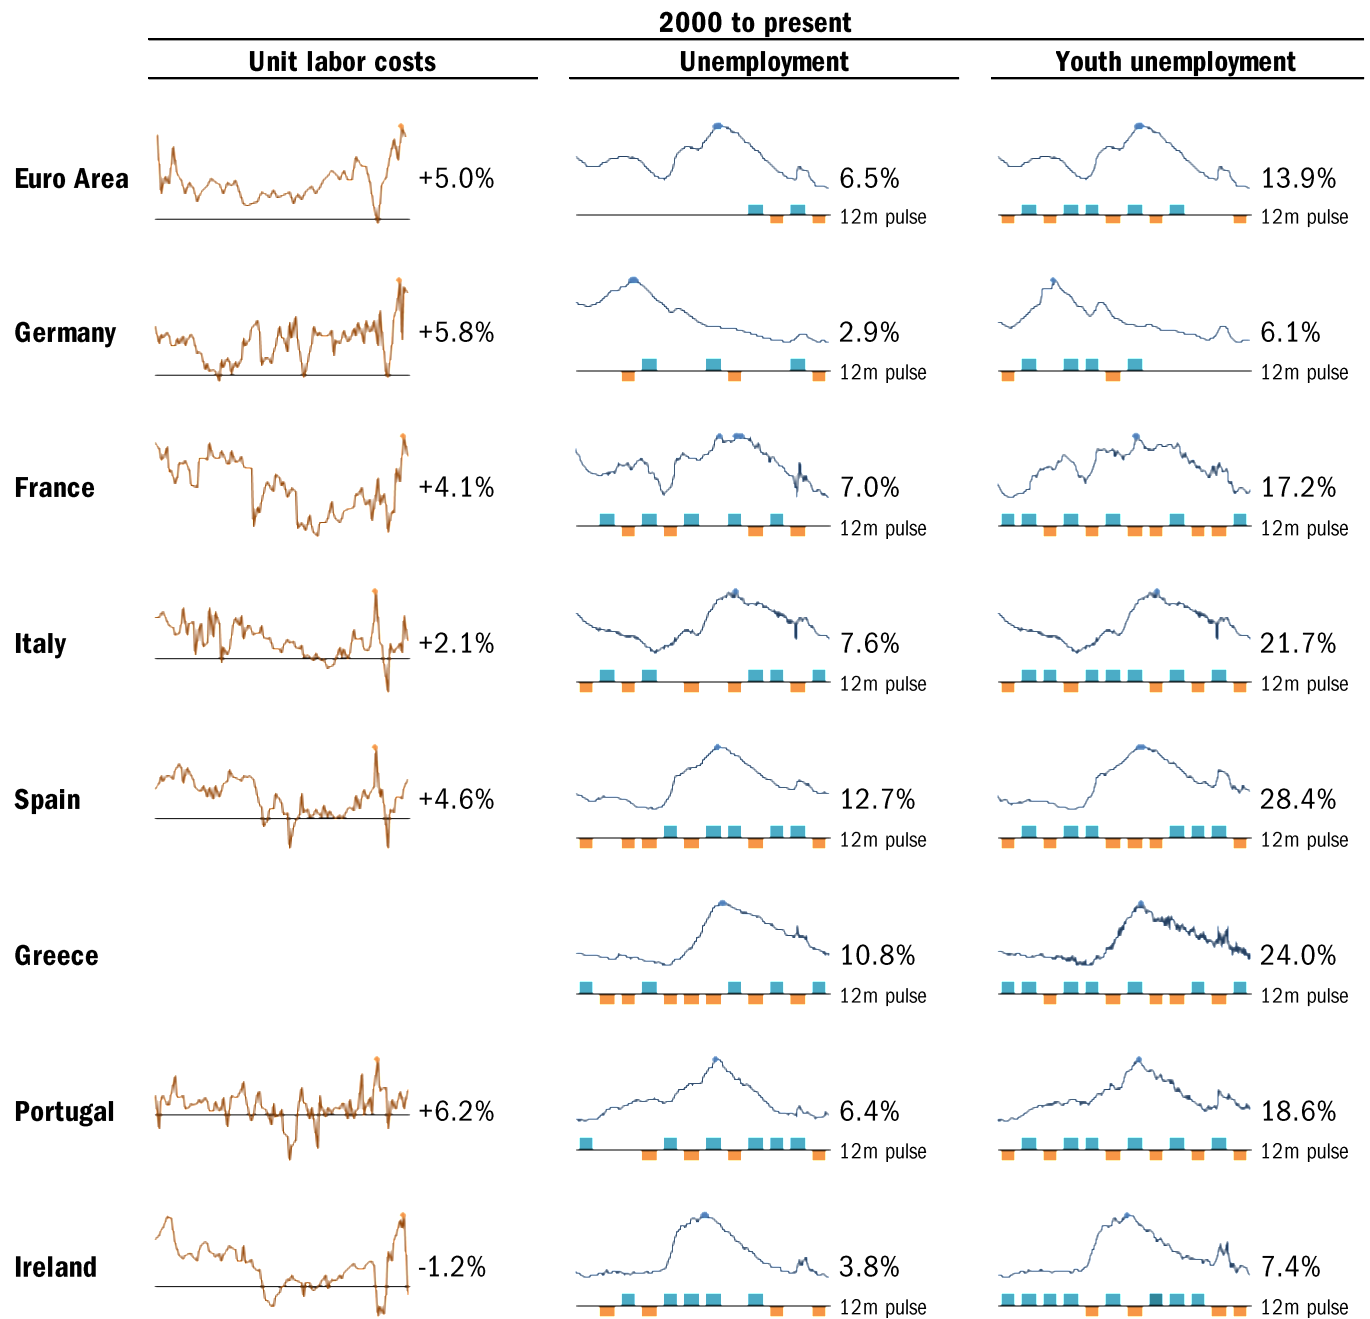 2000 to present
Unit labor costs Unemployment Youth unemployment
Euro Area +5.0% 6.5% 13.9%
12m pulse 12m pulse
Germany +5.8% 2.9% 6.1%
12m pulse 12m pulse
France +4.1% 7.0% 17.2%
12m pulse 12m pulse
Italy +2.1% 7.6% 21.7%
12m pulse 12m pulse
Spain +4.6% 12.7% 28.4%
12m pulse 12m pulse
Greece 10.8% 24.0%
12m pulse 12m pulse
Portugal +6.2% 6.4% 18.6%
12m pulse 12m pulse
Ireland -1.2% 3.8% 7.4%
12m pulse 12m pulse